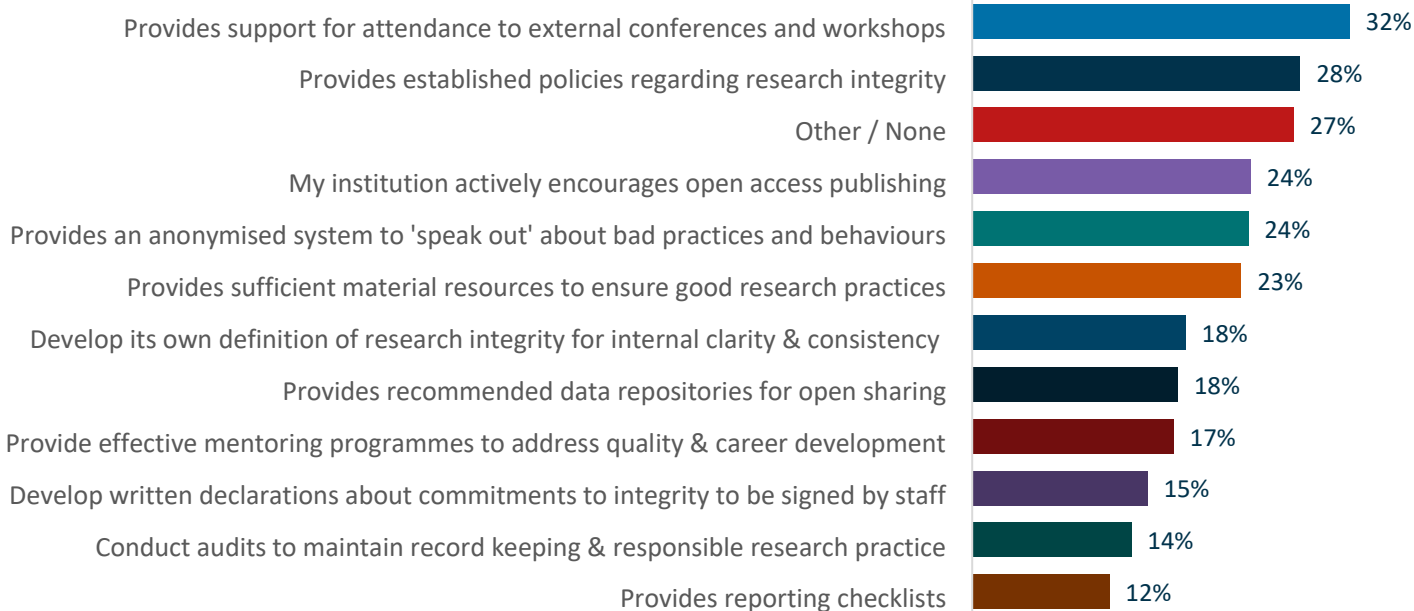 Provides support for attendance to external conferences and workshops 32%
Provides established policies regarding research integrity 28%
Other / None 27%
My institution actively encourages open access publishing 24%
Provides an anonymised system to 'speak out' about bad practices and behaviours 24%
Provides sufficient material resources to ensure good research practices 23%
Develop its own definition of research integrity for internal clarity & consistency 18%
Provides recommended data repositories for open sharing 18%
Provide effective mentoring programmes to address quality & career development 17%
Develop written declarations about commitments to integrity to be signed by staff 15%
Conduct audits to maintain record keeping & responsible research practice 14%
Provides reporting checklists 12%